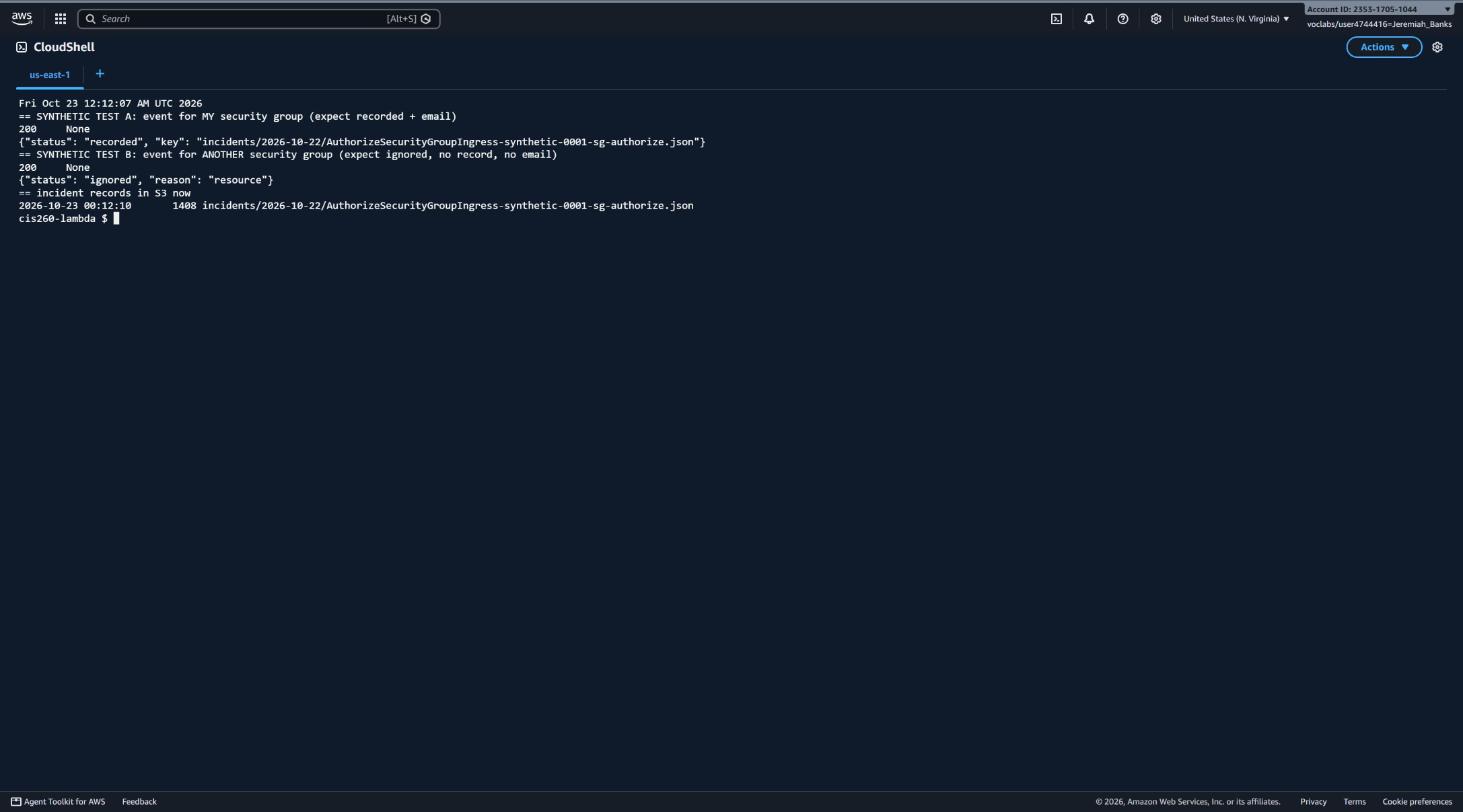 aws
Search
[Alt+S]
United States (N. Virginia)
Account ID: 2353-1705-1044
voclabs/user4744416=Jeremiah_Banks
CloudShell
Actions
us-east-1
+
Fri Oct 23 12:12:07 AM UTC 2026
== SYNTHETIC TEST A: event for MY security group (expect recorded + email)
200     None
{"status": "recorded", "key": "incidents/2026-10-22/AuthorizeSecurityGroupIngress-synthetic-0001-sg-authorize.json"}
== SYNTHETIC TEST B: event for ANOTHER security group (expect ignored, no record, no email)
200     None
{"status": "ignored", "reason": "resource"}
== incident records in S3 now
2026-10-23 00:12:10       1408 incidents/2026-10-22/AuthorizeSecurityGroupIngress-synthetic-0001-sg-authorize.json
cis260-lambda $
Agent Toolkit for AWS
Feedback
© 2026, Amazon Web Services, Inc. or its affiliates.
Privacy
Terms
Cookie preferences